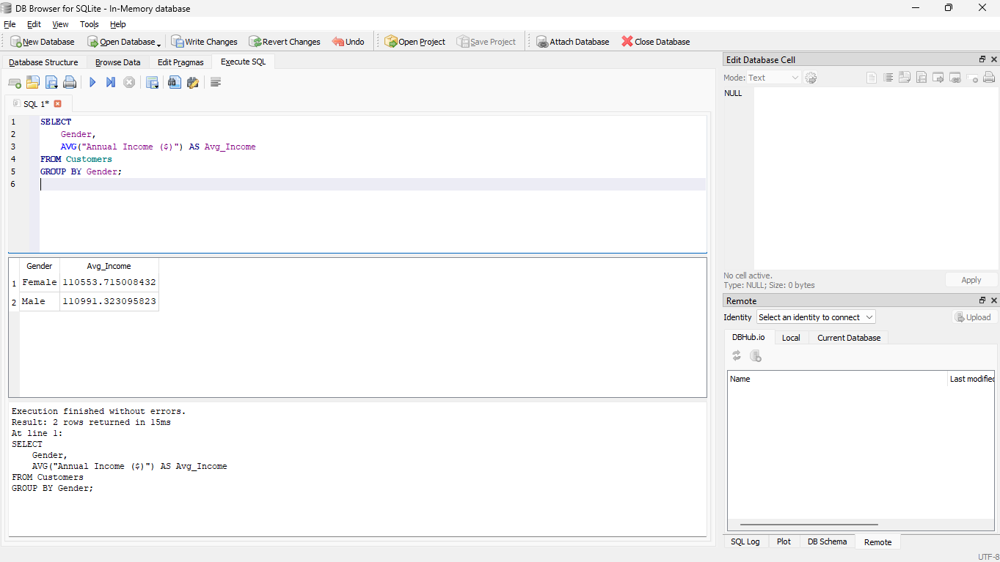 DB Browser for SQLite - In-Memory database
File Edit View Tools Help
New Database Open Database Write Changes Revert Changes Undo Open Project Save Project Attach Database Close Database
Database Structure Browse Data Edit Pragmas Execute SQL
SQL 1*
1 SELECT
2 Gender,
3 AVG("Annual Income ($)") AS Avg_Income
4 FROM Customers
5 GROUP BY Gender;
6
Gender Avg_Income
1 Female 110553.715008432
2 Male 110991.323095823
Execution finished without errors.
Result: 2 rows returned in 15ms
At line 1:
SELECT
Gender,
AVG("Annual Income ($)") AS Avg_Income
FROM Customers
GROUP BY Gender;
Edit Database Cell
Mode: Text
NULL
No cell active.
Type: NULL; Size: 0 bytes
Apply
Remote
Identity Select an identity to connect Upload
DBHub.io Local Current Database
Name Last modified
SQL Log Plot DB Schema Remote
UTF-8